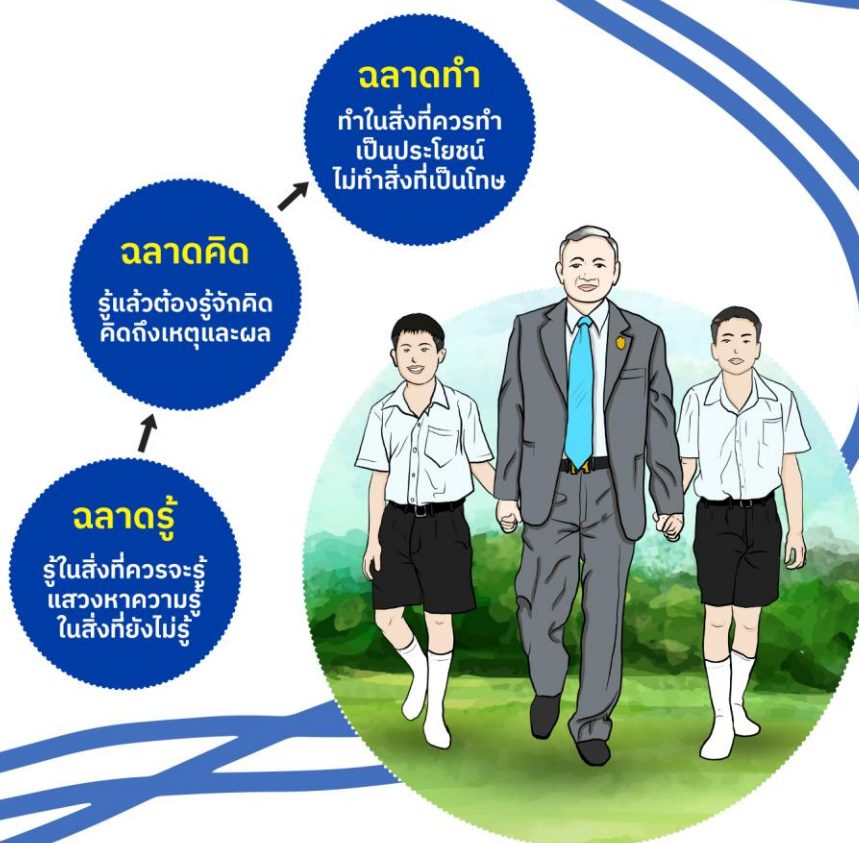 ฉลาดทำ
ทำในสิ่งที่ควรทำ
เป็นประโยชน์
ไม่ทำสิ่งที่เป็นโทษ
ฉลาดคิด
รู้แล้วต้องรู้จักคิด
คิดถึงเหตุและผล
ฉลาดรู้
รู้ในสิ่งที่ควรจะรู้
แสวงหาความรู้
ในสิ่งที่ยังไม่รู้